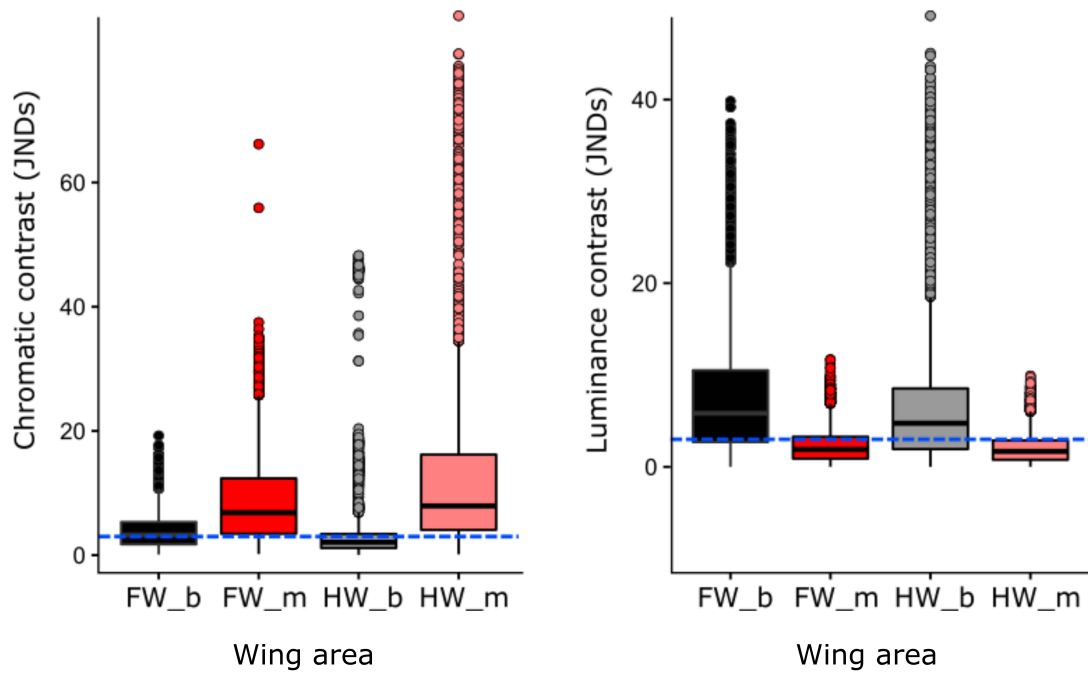 Chromatic contrast (JNDs)
60
40
20
0
FW_b FW_m HW_b HW_m
Wing area
Luminance contrast (JNDs)
40
20
0
FW_b FW_m HW_b HW_m
Wing area